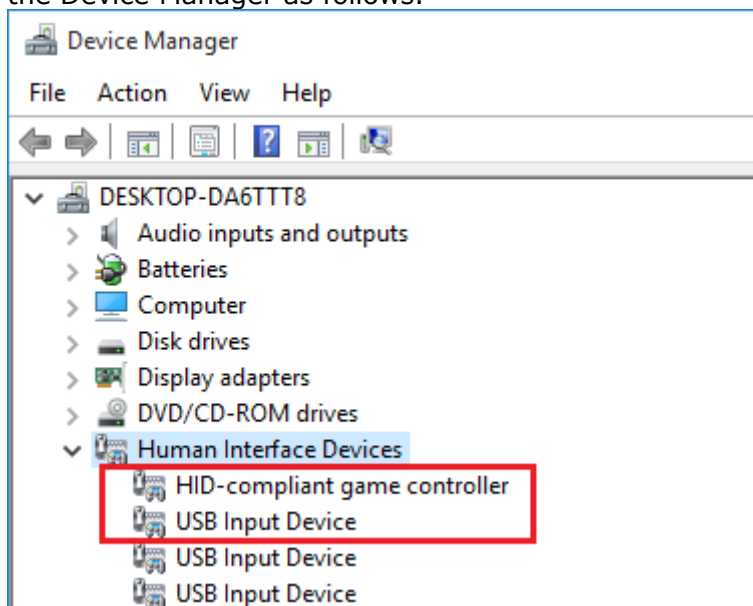 the Device Manager as follows:
Device Manager
File Action View Help
DESKTOP-DA6TTT8
Audio inputs and outputs
Batteries
Computer
Disk drives
Display adapters
DVD/CD-ROM drives
Human Interface Devices
HID-compliant game controller
USB Input Device
USB Input Device
USB Input Device